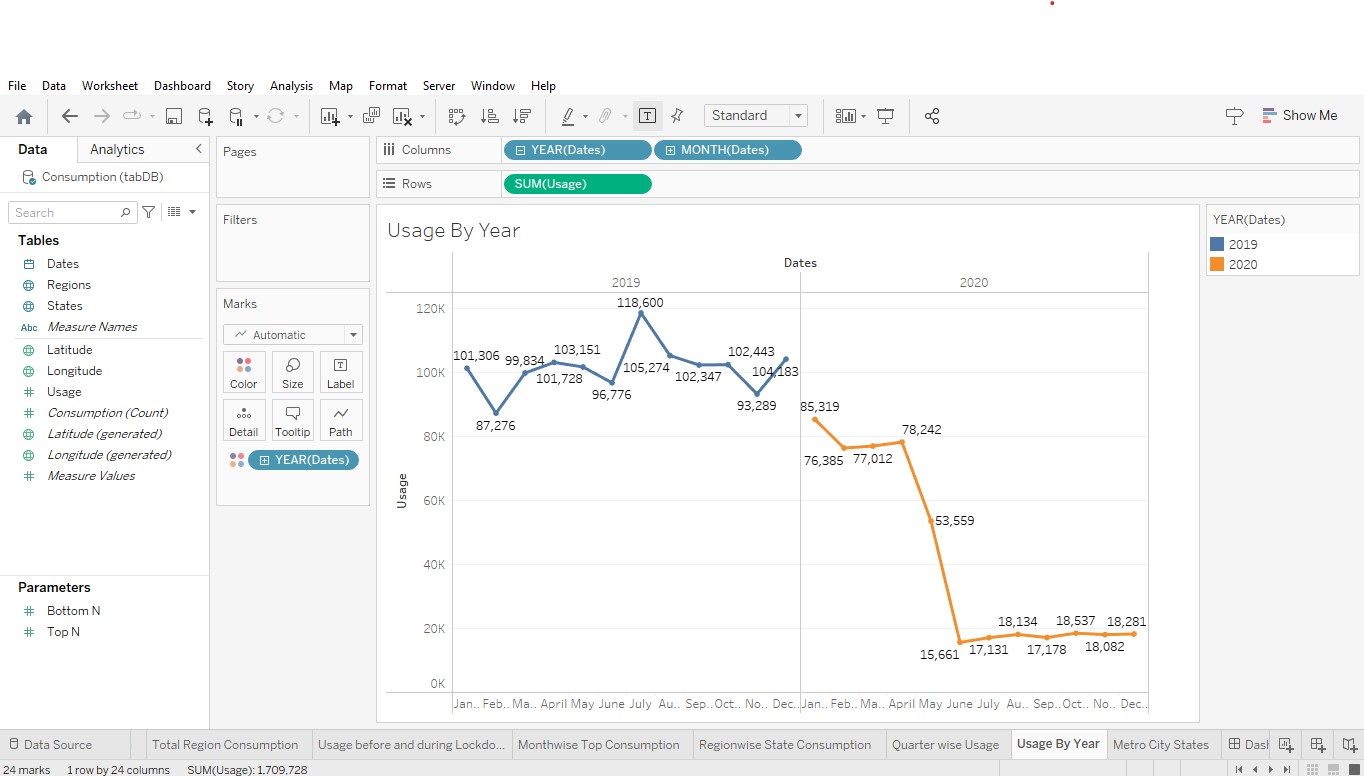 File Data Worksheet Dashboard Story Analysis Map Format Server Window Help
Standard
Show Me
Data Analytics
Consumption (tabDB)
Search
Tables
Dates
Regions
States
Abc Measure Names
Latitude
Longitude
Usage
Consumption (Count)
Latitude (generated)
Longitude (generated)
Measure Values
Parameters
Bottom N
Top N
Pages
Filters
Marks
Automatic
Color Size Label
Detail Tooltip Path
YEAR(Dates)
Columns YEAR(Dates) MONTH(Dates)
Rows SUM(Usage)
Usage By Year
Dates
2019 2020
Usage
120K
100K
80K
60K
40K
20K
0K
101,306
87,276
99,834
103,151
101,728
96,776
118,600
105,274
102,347
102,443
93,289
104,183
85,319
76,385
77,012
78,242
53,559
15,661
17,131
18,134
17,178
18,537
18,082
18,281
Jan.. Feb.. Ma.. April May June July Au.. Sep.. Oct.. No.. Dec.. Jan.. Feb.. Ma.. April May June July Au.. Sep.. Oct.. No.. Dec..
YEAR(Dates)
2019
2020
Data Source Total Region Consumption Usage before and during Lockdo... Monthwise Top Consumption Regionwise State Consumption Quarter wise Usage Usage By Year Metro City States Dasl
24 marks 1 row by 24 columns SUM(Usage): 1,709,728